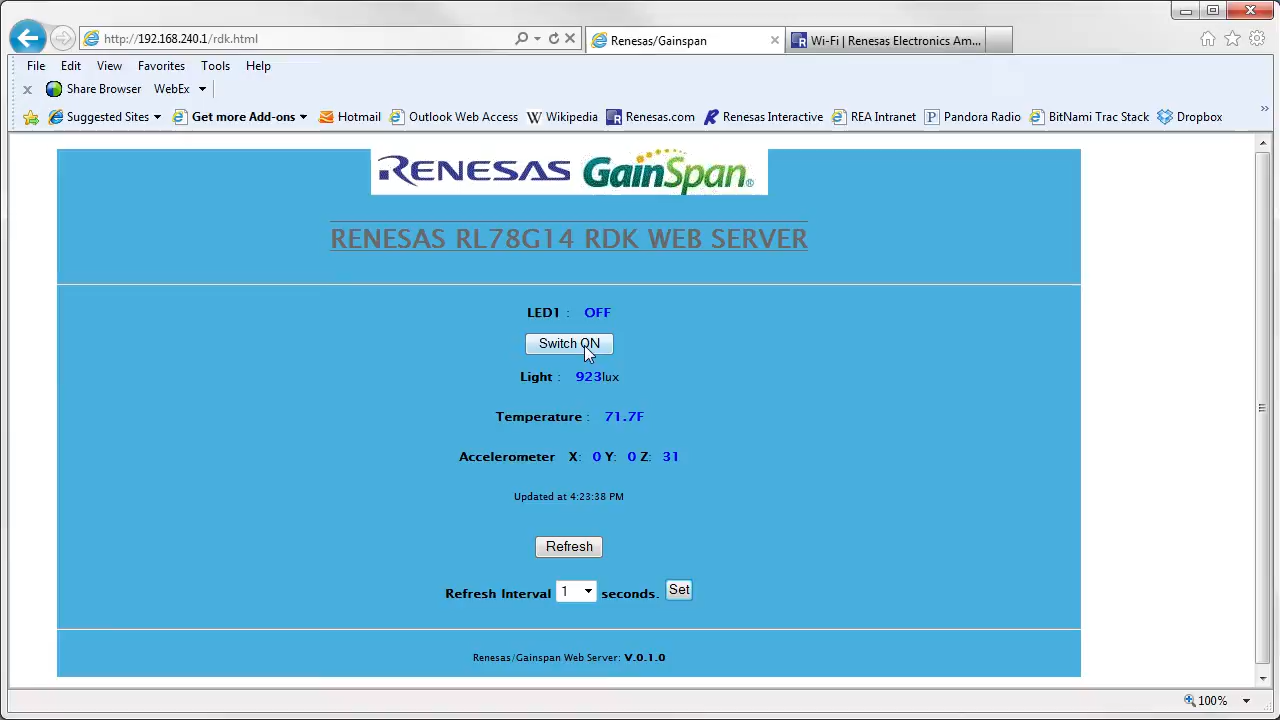 http://192.168.240.1/rdk.html
Renesas/Gainspan
Wi-Fi | Renesas Electronics Am...
File Edit View Favorites Tools Help
x Share Browser WebEx
Suggested Sites Get more Add-ons Hotmail Outlook Web Access Wikipedia Renesas.com Renesas Interactive REA Intranet Pandora Radio BitNami Trac Stack Dropbox
RENESAS GainSpan®
RENESAS RL78G14 RDK WEB SERVER
LED1 : OFF
Switch ON
Light : 923lux
Temperature : 71.7F
Accelerometer X: 0 Y: 0 Z: 31
Updated at 4:23:38 PM
Refresh
Refresh Interval 1 seconds. Set
Renesas/Gainspan Web Server: V.0.1.0
100%